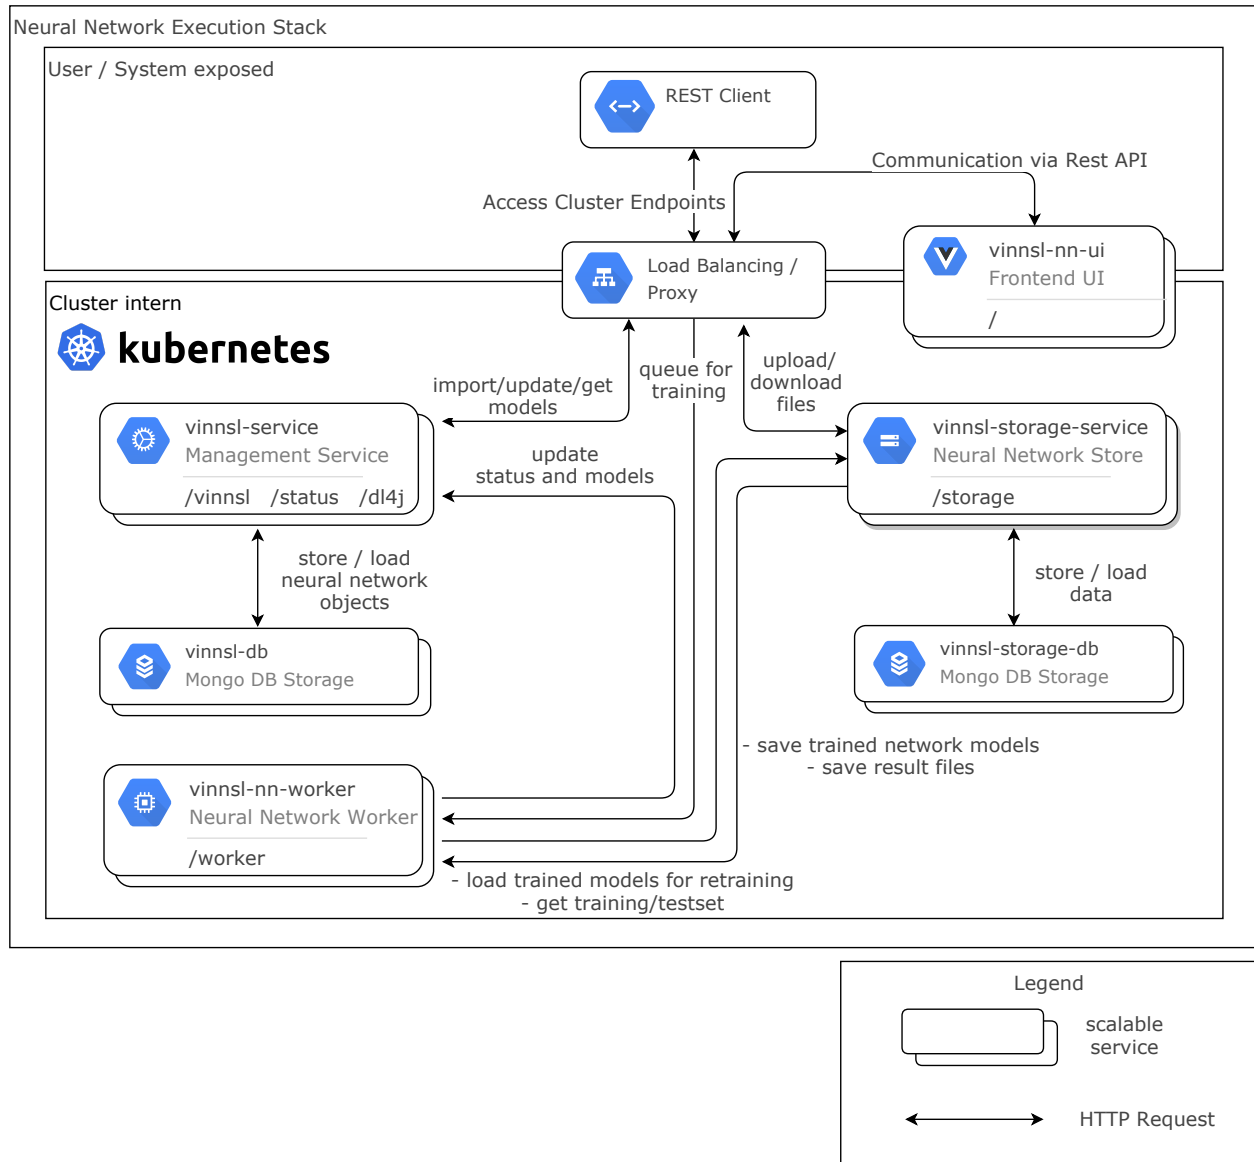 Neural Network Execution Stack
User / System exposed
REST Client
Communication via Rest API
Access Cluster Endpoints
vinnsl-nn-ui
Frontend UI
/
Load Balancing /
Proxy
Cluster intern
kubernetes
import/update/get
models
queue for
training
upload/
download
files
vinnsl-service
Management Service
/vinnsl /status /dl4j
update
status and models
vinnsl-storage-service
Neural Network Store
/storage
store / load
neural network
objects
store / load
data
vinnsl-db
Mongo DB Storage
vinnsl-storage-db
Mongo DB Storage
- save trained network models
- save result files
vinnsl-nn-worker
Neural Network Worker
/worker
- load trained models for retraining
- get training/testset
Legend
scalable
service
HTTP Request